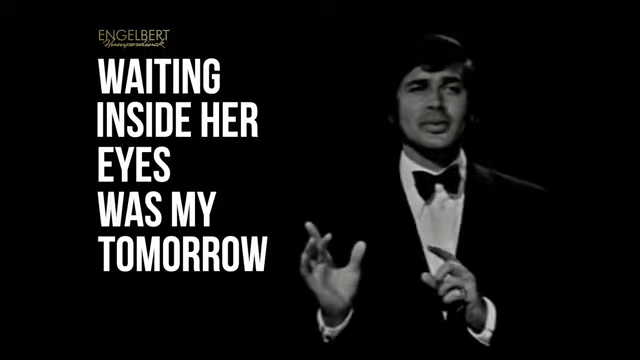 ENGELBERT
Humperdinck
WAITING
INSIDE HER
EYES
WAS MY
TOMORROW